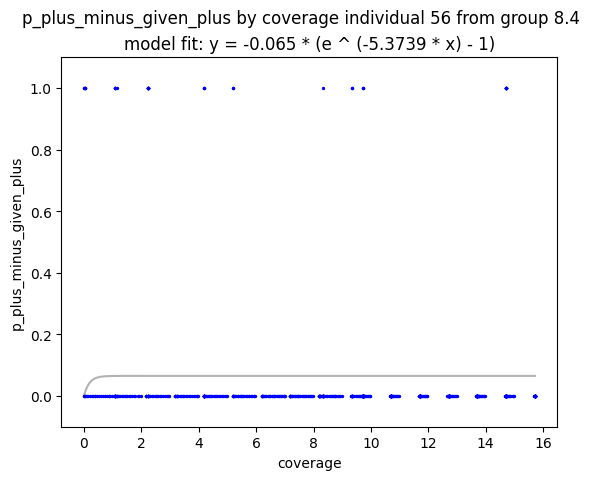 p_plus_minus_given_plus by coverage individual 56 from group 8.4
model fit: y = -0.065 * (e ^ (-5.3739 * x) - 1)
1.0
0.8
0.6
0.4
0.2
0.0
p_plus_minus_given_plus
0 2 4 6 8 10 12 14 16
coverage